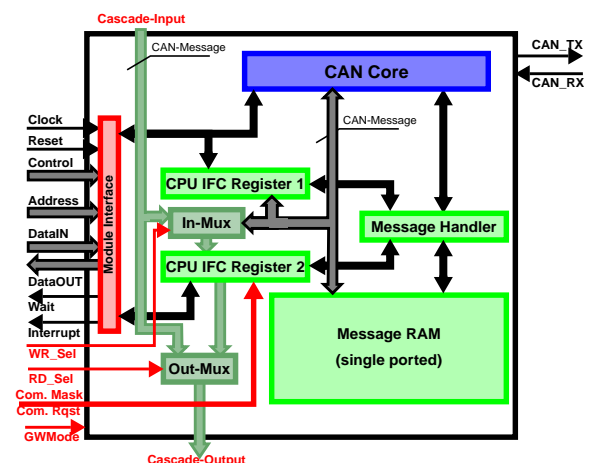 Cascade-Input
CAN-Message
CAN_TX
CAN Core
CAN_RX
Clock
CAN-Message
Reset
Control
CPU IFC Register 1
Address
Module Interface
In-Mux
Message Handler
DataIN
CPU IFC Register 2
DataOUT
Wait
Interrupt
Message RAM
(single ported)
WR_Sel
Out-Mux
RD_Sel
Com. Mask
Com. Rqst
GWMode
Cascade-Output